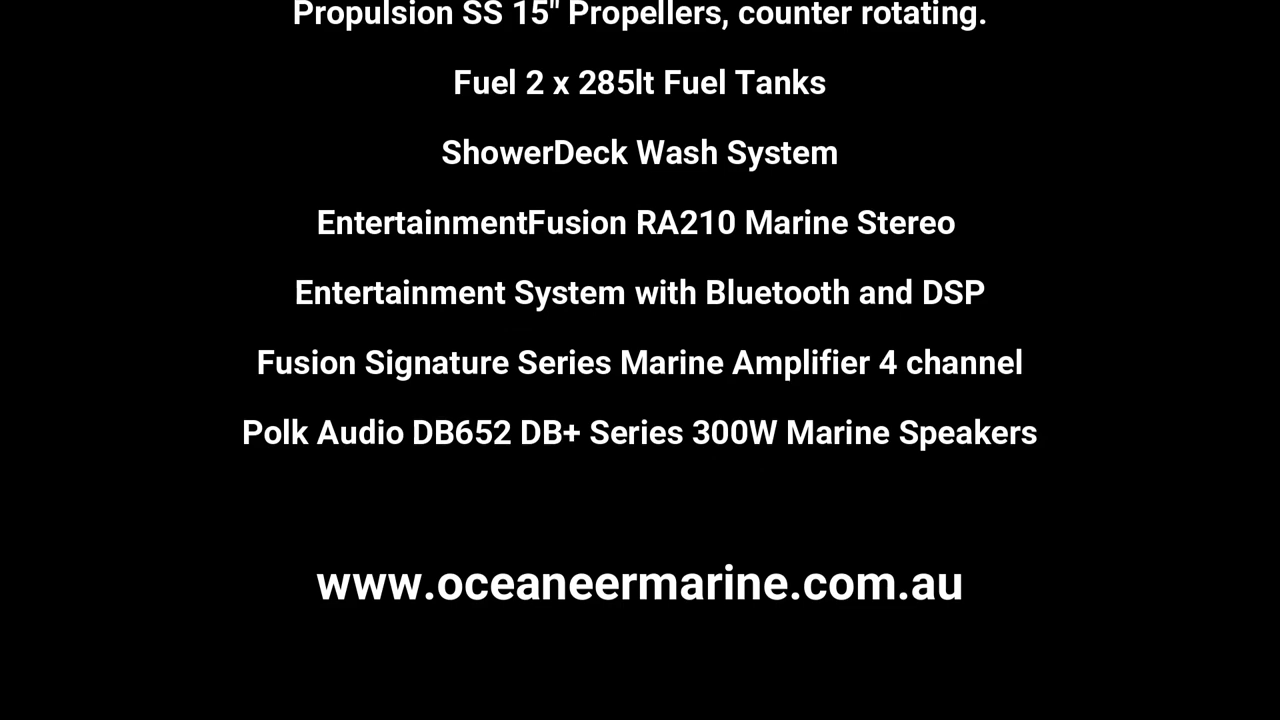 Propulsion SS 15" Propellers, counter rotating.
Fuel 2 x 285lt Fuel Tanks
ShowerDeck Wash System
EntertainmentFusion RA210 Marine Stereo
Entertainment System with Bluetooth and DSP
Fusion Signature Series Marine Amplifier 4 channel
Polk Audio DB652 DB+ Series 300W Marine Speakers
www.oceaneermarine.com.au